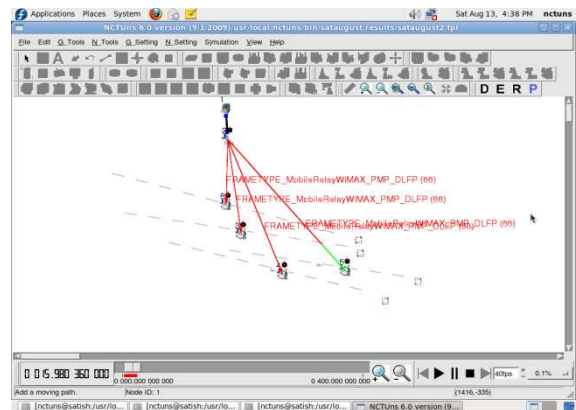 Applications Places System Sat Aug 13, 4:38 PM nctuns
NCTUns 6.0 version (9/1/2009)/usr/local/nctuns/bin/sataugust.results/sataugust2.tpl
File Edit G_Tools N_Tools G_Setting N_Setting Simulation View Help
D E R P
1
FRAMETYPE_MobileRelayWIMAX_PMP_DLFP (66)
FRAMETYPE_MobileRelayWIMAX_PMP_DLFP (66)
FRAMETYPE_MobileRelayWIMAX_PMP_DLFP (66)
FRAMETYPE_MobileRelayWIMAX_PMP_DLFP (66)
0 015.980 360 000
0 000.000 000 000
0 400.000 000 000
40fps
0.1%
Add a moving path. Node ID: 1 (1416,-335)
[nctuns@satish:/usr/lo... [nctuns@satish:/usr/lo... [nctuns@satish:/usr/lo... NCTUns 6.0 version (9...